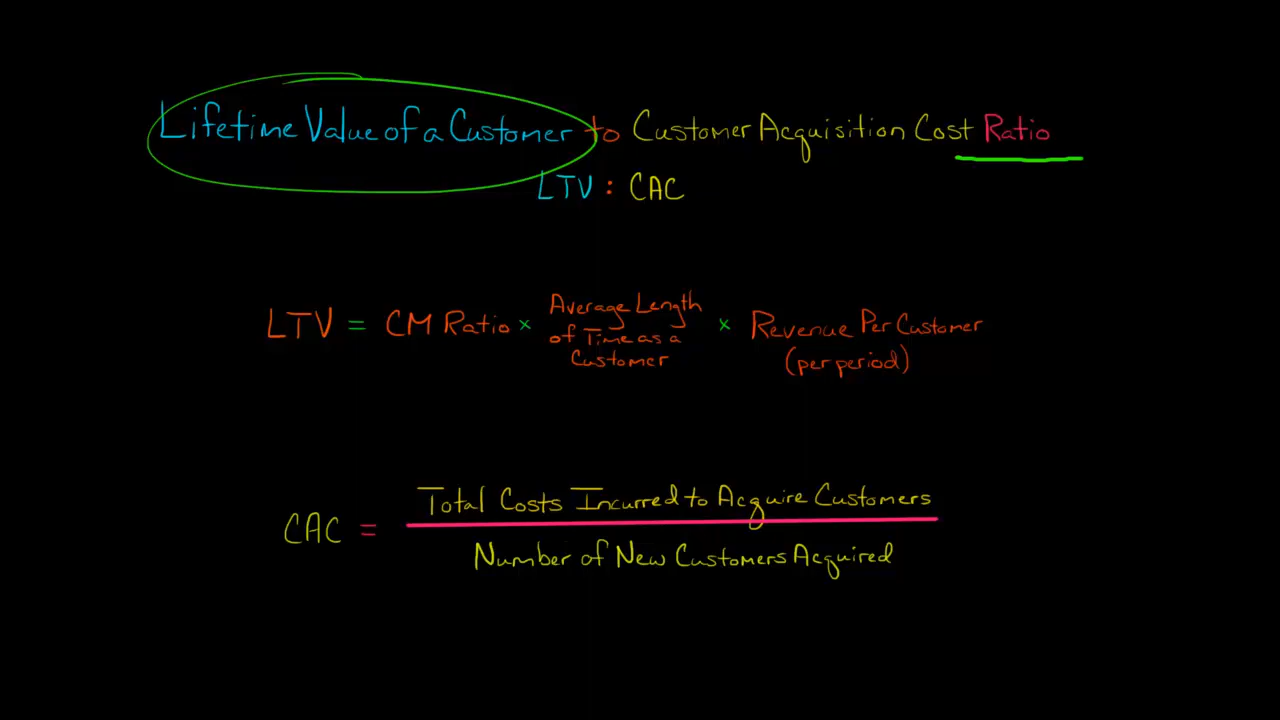 Lifetime Value of a Customer to Customer Acquisition Cost Ratio
LTV : CAC
LTV = CM Ratio × Average Length of Time as a Customer × Revenue Per Customer (per period)
CAC = Total Costs Incurred to Acquire Customers
Number of New Customers Acquired